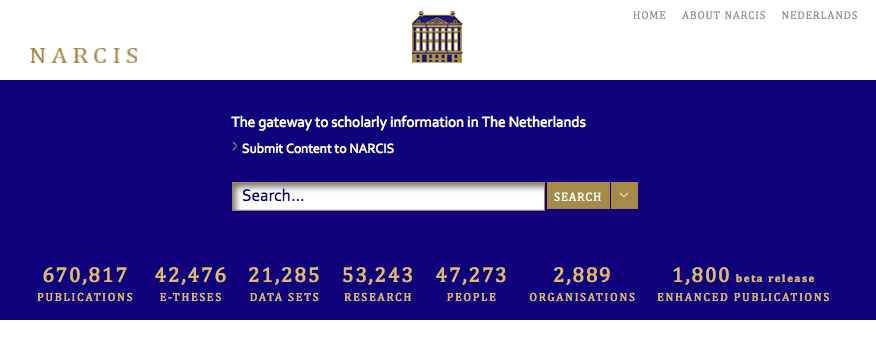 HOME ABOUT NARCIS NEDERLANDS
NARCIS
The gateway to scholarly information in The Netherlands
Submit Content to NARCIS
Search... SEARCH
670,817 42,476 21,285 53,243 47,273 2,889 1,800 beta release
PUBLICATIONS E-THESES DATA SETS RESEARCH PEOPLE ORGANISATIONS ENHANCED PUBLICATIONS